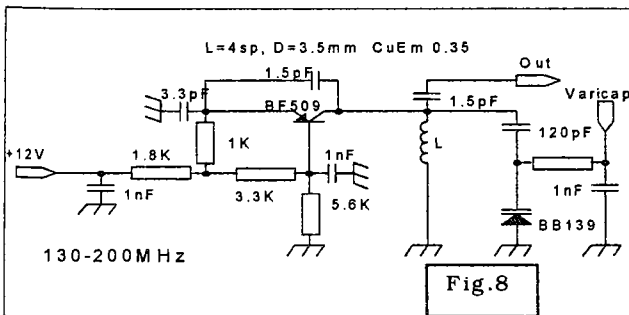 L=4sp, D=3.5mm CuEm 0.35
Out
1.5pF
3.3pF
Varicap
BF509
1.5pF
120pF
+12V
1K
1nF
L
1.8K
3.3K
1nF
1nF
5.6K
BB139
130-200MHz
Fig.8